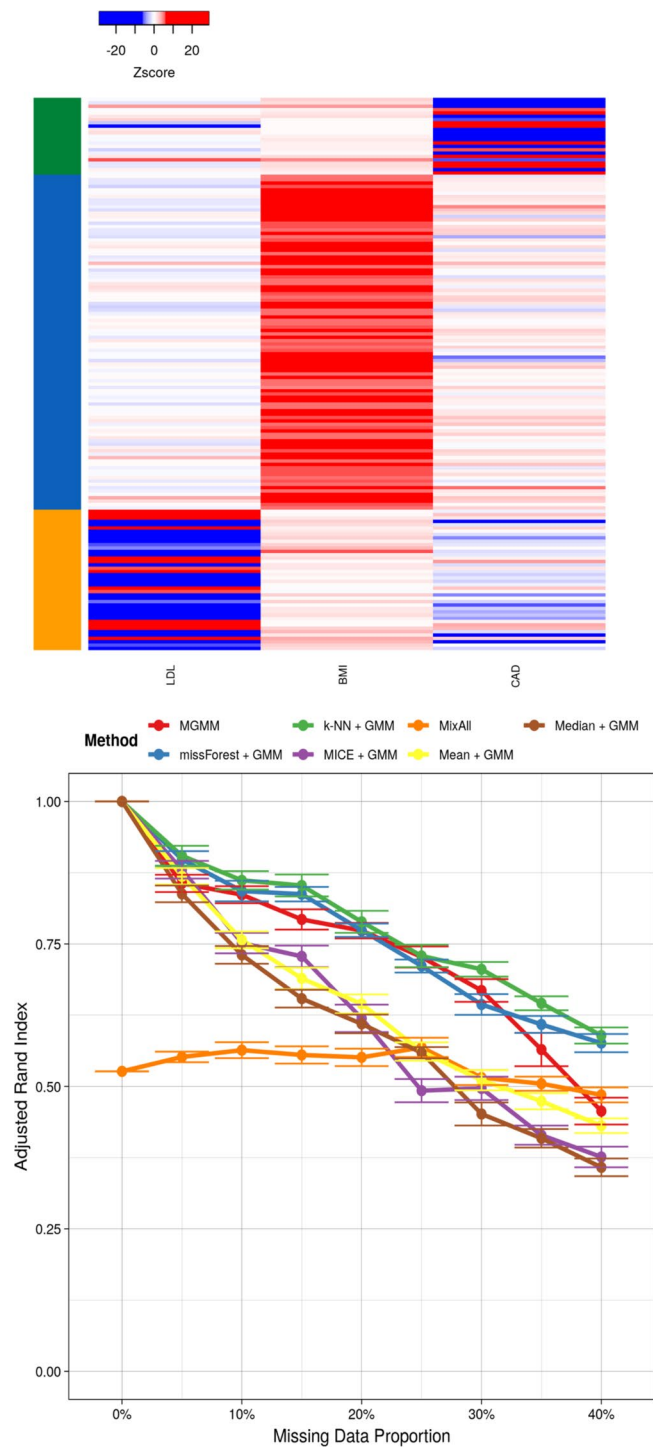 -20 0 20
Zscore
LDL BMI CAD
Method MGMM k-NN + GMM MixAll Median + GMM
missForest + GMM MICE + GMM Mean + GMM
1.00
0.75
0.50
0.25
0.00
Adjusted Rand Index
0% 10% 20% 30% 40%
Missing Data Proportion